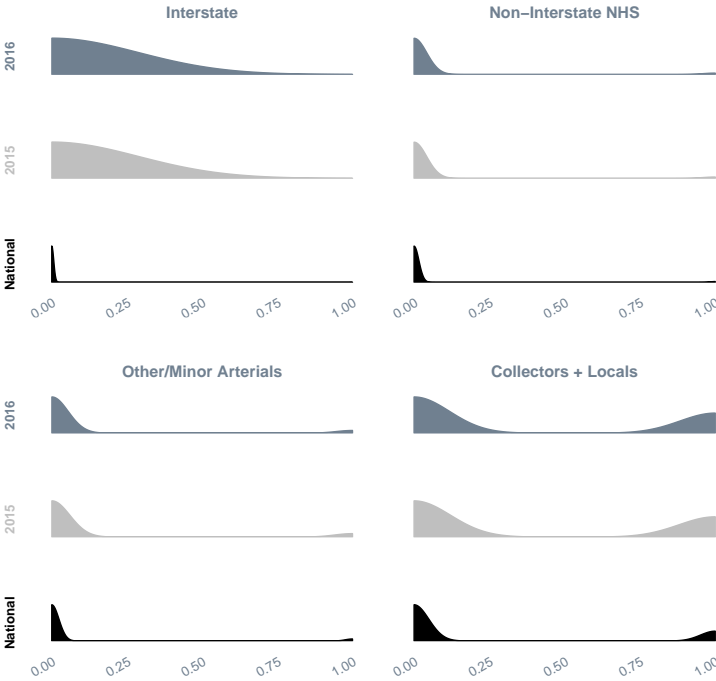 Interstate
Non−Interstate NHS
2016
2015
National
0.00 0.25 0.50 0.75 1.00
0.00 0.25 0.50 0.75 1.00
Other/Minor Arterials
Collectors + Locals
2016
2015
National
0.00 0.25 0.50 0.75 1.00
0.00 0.25 0.50 0.75 1.00